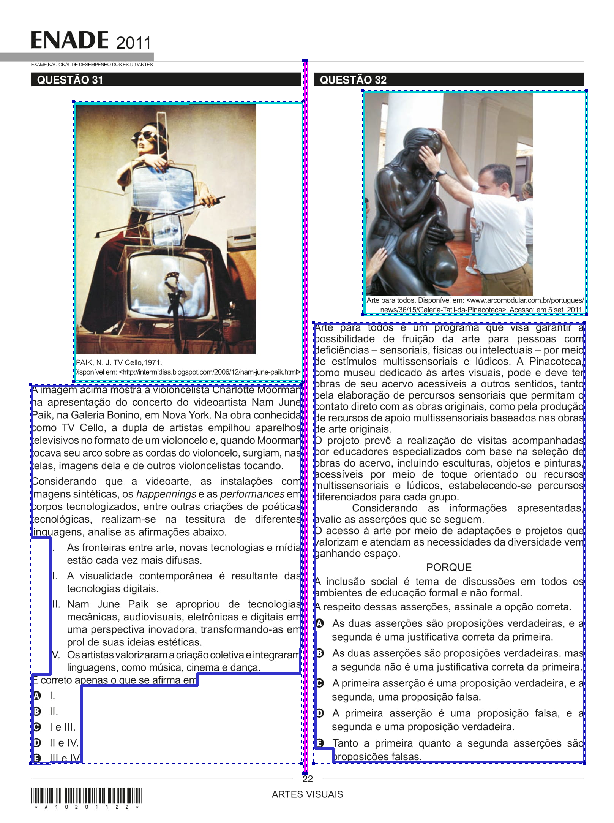 ENADE 2011
EXAME NACIONAL DE DESEMPENHO DOS ESTUDANTES
QUESTÃO 31
PAIK, N. J. TV Cello, 1971.
Disponível em: <http://intermidias.blogspot.com/2006/12/nam-june-paik.html>
A imagem acima mostra a violoncelista Charlotte Moorman
na apresentação do concerto do videoartista Nam June
Paik, na Galeria Bonino, em Nova York. Na obra conhecida
como TV Cello, a dupla de artistas empilhou aparelhos
televisivos no formato de um violoncelo e, quando Moorman
tocava seu arco sobre as cordas do violoncelo, surgiam, nas
telas, imagens dela e de outros violoncelistas tocando.
Considerando que a videoarte, as instalações com
imagens sintéticas, os happennings e as performances em
corpos tecnologizados, entre outras criações de poéticas
tecnológicas, realizam-se na tessitura de diferentes
linguagens, analise as afirmações abaixo.
I. As fronteiras entre arte, novas tecnologias e mídia
estão cada vez mais difusas.
II. A visualidade contemporânea é resultante das
tecnologias digitais.
III. Nam June Paik se apropriou de tecnologias
mecânicas, audiovisuais, eletrônicas e digitais em
uma perspectiva inovadora, transformando-as em
prol de suas ideias estéticas.
IV. Os artistas valorizaram a criação coletiva e integraram
linguagens, como música, cinema e dança.
É correto apenas o que se afirma em
A I.
B II.
C I e III.
D II e IV.
E III e IV.
QUESTÃO 32
Arte para todos. Disponível em: <www.arcomodular.com.br/portugues/
news/36/15/Galeria-Tatil-da-Pinacoteca>. Acesso: em 5 set. 2011.
Arte para todos é um programa que visa garantir a
possibilidade de fruição da arte para pessoas com
deficiências – sensoriais, físicas ou intelectuais – por meio
de estímulos multissensoriais e lúdicos. A Pinacoteca,
como museu dedicado às artes visuais, pode e deve ter
obras de seu acervo acessíveis a outros sentidos, tanto
pela elaboração de percursos sensoriais que permitam o
contato direto com as obras originais, como pela produção
de recursos de apoio multissensoriais baseados nas obras
de arte originais.
O projeto prevê a realização de visitas acompanhadas
por educadores especializados com base na seleção de
obras do acervo, incluindo esculturas, objetos e pinturas,
acessíveis por meio de toque orientado ou recursos
multissensoriais e lúdicos, estabelecendo-se percursos
diferenciados para cada grupo.
Considerando as informações apresentadas,
avalie as asserções que se seguem.
O acesso à arte por meio de adaptações e projetos que
valorizam e atendam as necessidades da diversidade vem
ganhando espaço.
PORQUE
A inclusão social é tema de discussões em todos os
ambientes de educação formal e não formal.
A respeito dessas asserções, assinale a opção correta.
A As duas asserções são proposições verdadeiras, e a
segunda é uma justificativa correta da primeira.
B As duas asserções são proposições verdadeiras, mas
a segunda não é uma justificativa correta da primeira.
C A primeira asserção é uma proposição verdadeira, e a
segunda, uma proposição falsa.
D A primeira asserção é uma proposição falsa, e a
segunda e uma proposição verdadeira.
E Tanto a primeira quanto a segunda asserções são
proposições falsas.
22
ARTES VISUAIS